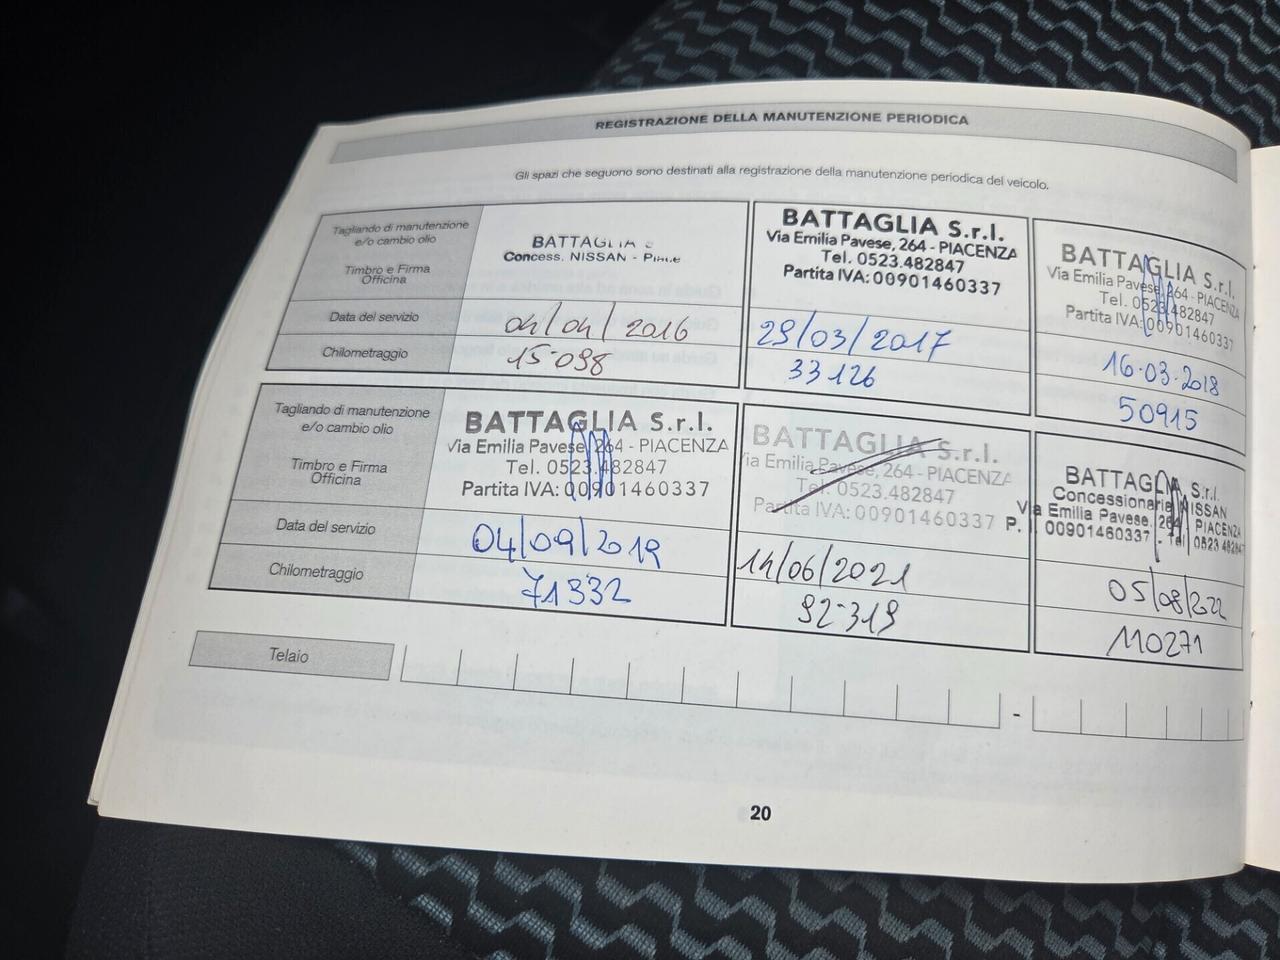 REGISTRAZIONE DELLA MANUTENZIONE PERIODICA
Gli spazi che seguono sono destinati alla registrazione della manutenzione periodica del veicolo.
Tagliando di manutenzione
e/o cambio olio
Timbro e Firma
Officina
BATTAGLIA
Concess. NISSAN
BATTAGLIA S.r.l.
Via Emilia Pavese, 264 - PIACENZA
Tel. 0523.482847
Partita IVA: 00901460337
BATTAGLIA S.r.l.
Via Emilia Pavese, 264 - PIACENZA
Tel. 0523.482847
Partita IVA: 00901460337
Data del servizio
04/04/2016
29/03/2017
16.03.2018
Chilometraggio
15.098
33126
50915
Tagliando di manutenzione
e/o cambio olio
Timbro e Firma
Officina
BATTAGLIA S.r.l.
Via Emilia Pavese, 264 - PIACENZA
Tel. 0523.482847
Partita IVA: 00901460337
BATTAGLIA S.r.l.
Via Emilia Pavese, 264 - PIACENZA
Tel. 0523.482847
Partita IVA: 00901460337
BATTAGLIA S.r.l.
Concessionaria NISSAN
Via Emilia Pavese, 264 PIACENZA
P. I. 00901460337 - Tel 0523 482847
Data del servizio
04/09/2019
14/06/2021
05/08/222
Chilometraggio
71332
92.319
110271
Telaio
-
20